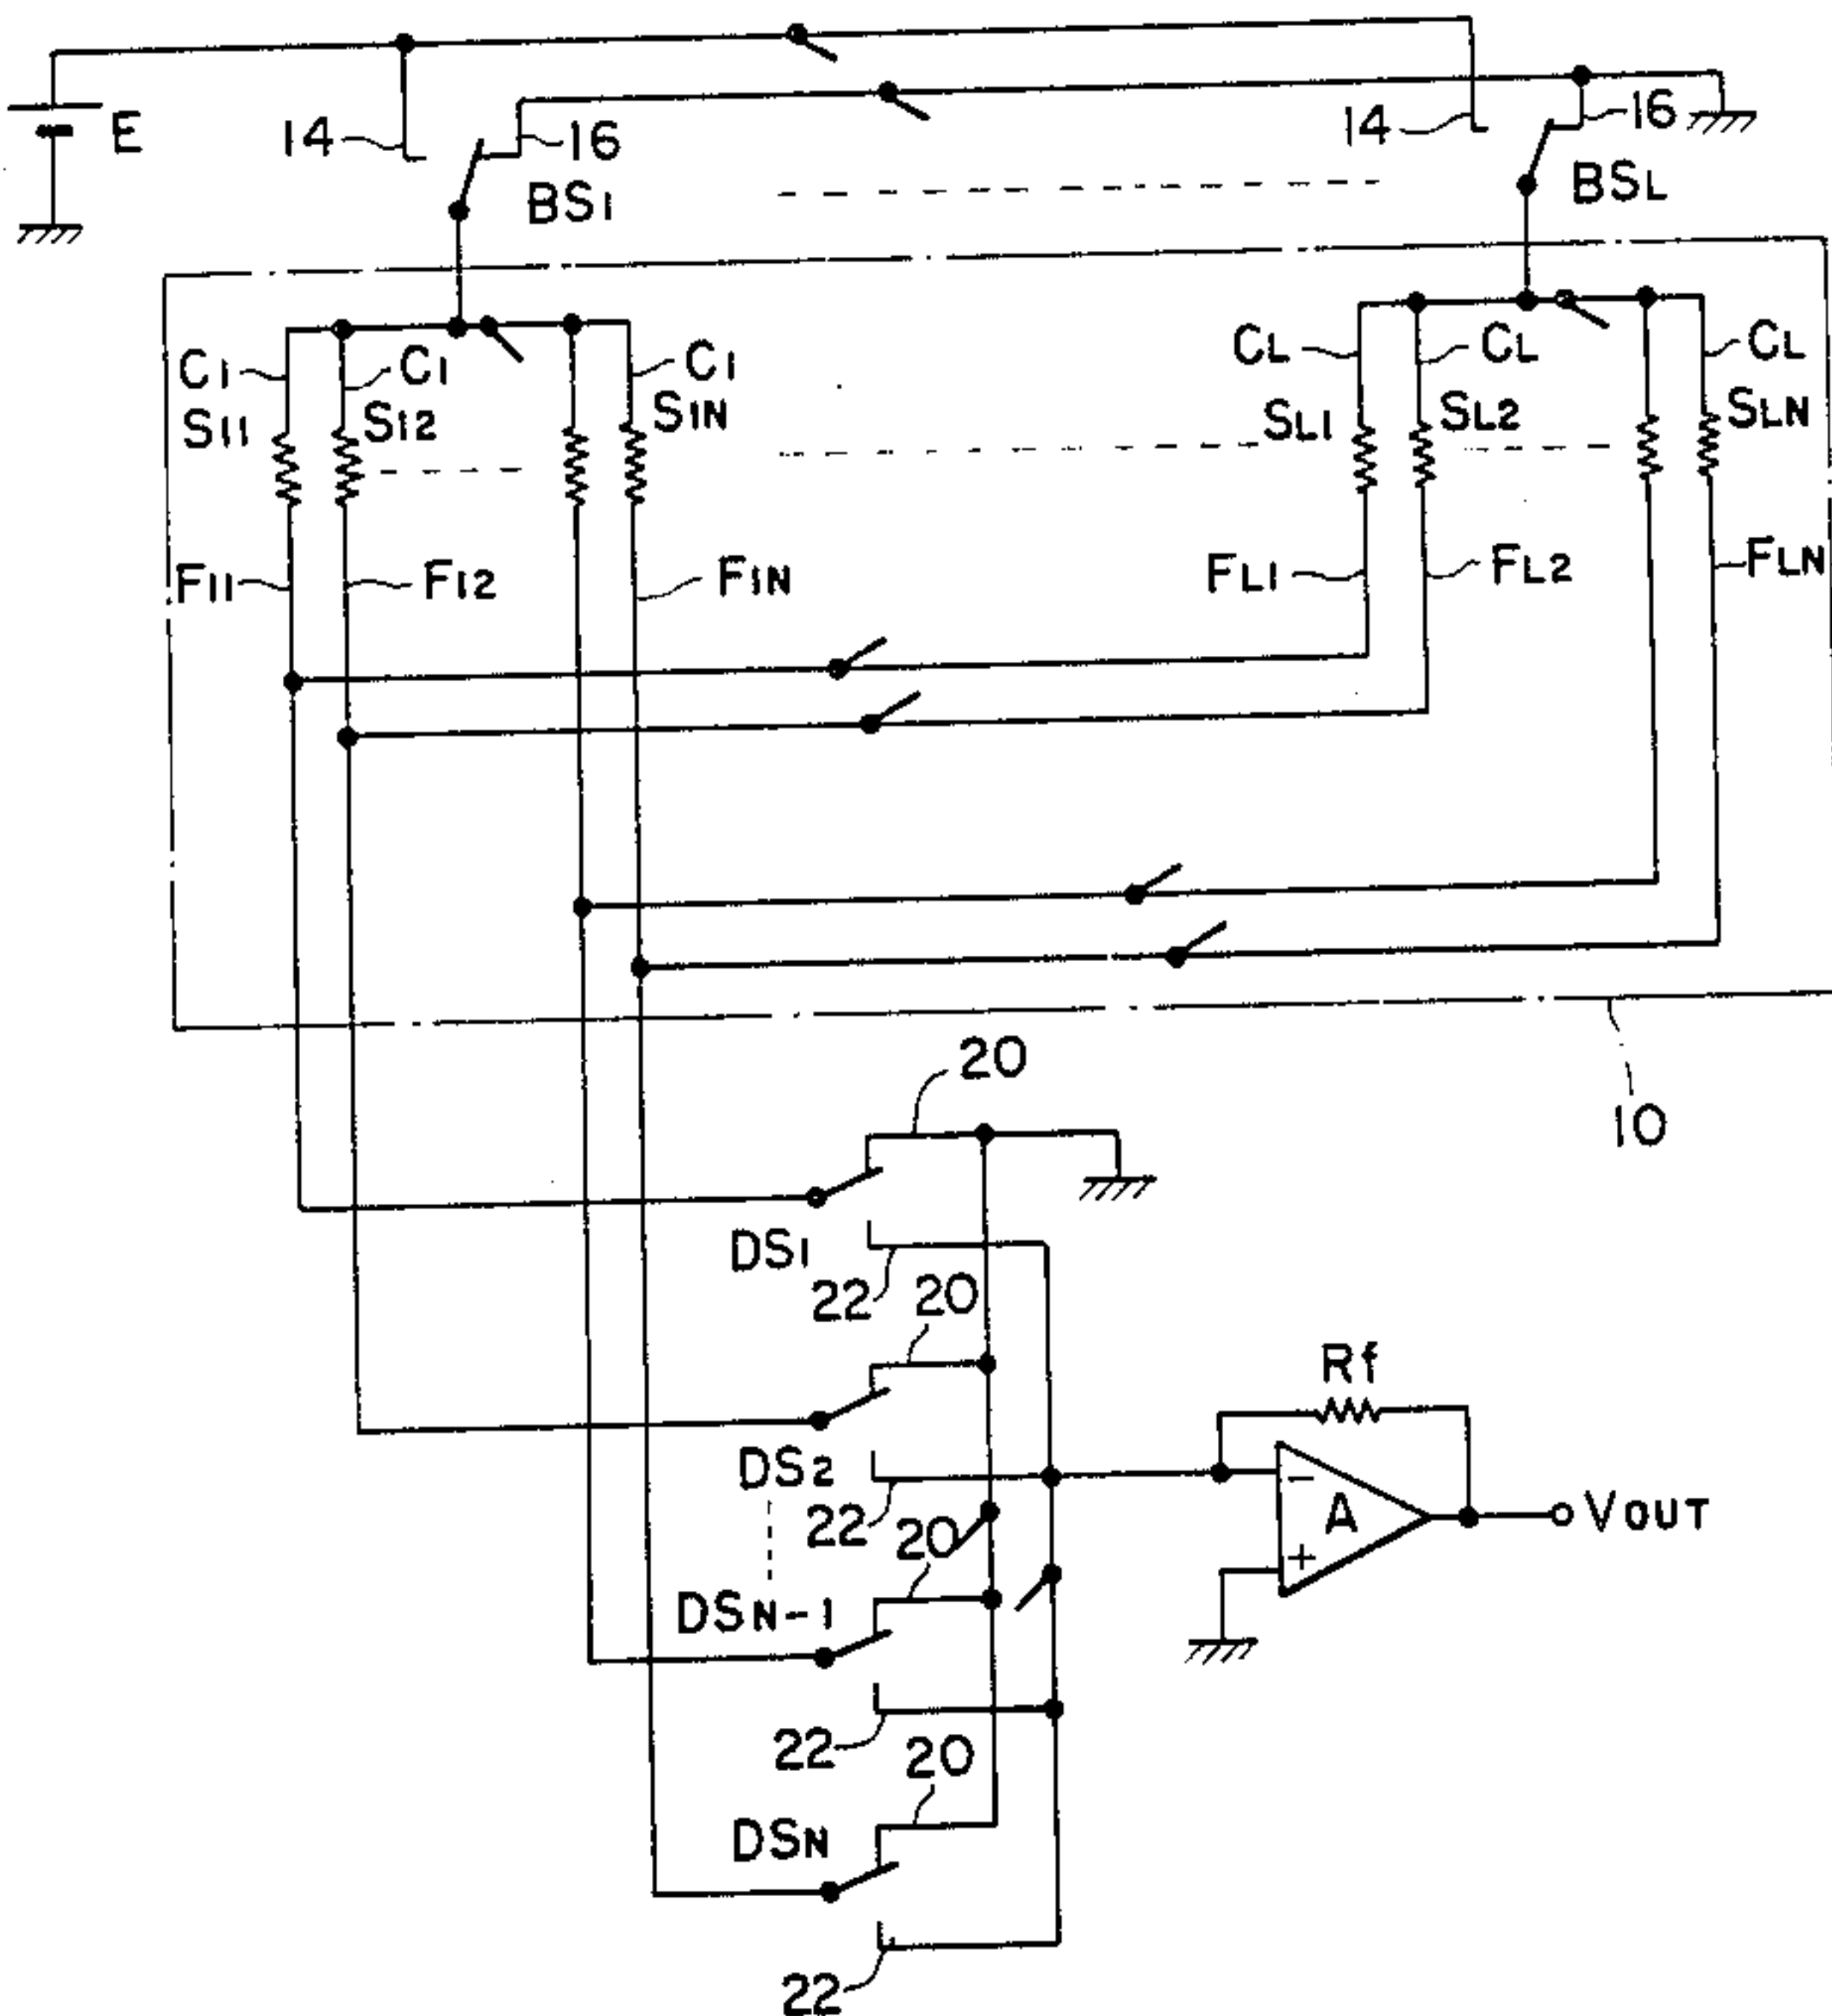 E
14
16
BS1
14
16
BSL
C1
C1
C1
CL
CL
CL
S11
S12
S1N
SL1
SL2
SLN
F11
F12
F1N
FL1
FL2
FLN
20
10
DS1
22
20
Rf
DS2
22
20
-
A
+
VOUT
DSN-1
22
20
DSN
22